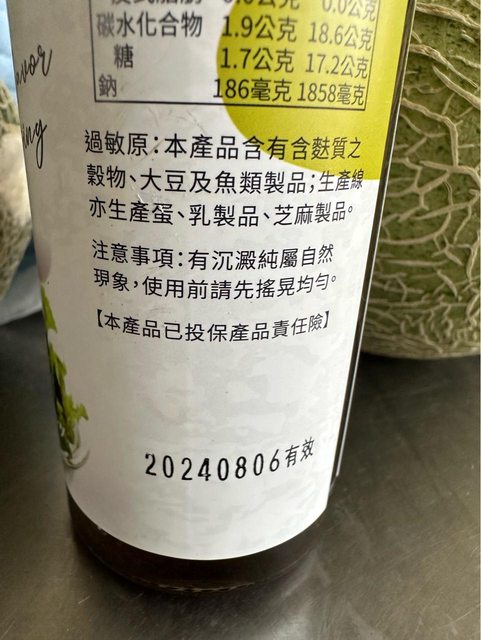 0.0公克
碳水化合物 1.9公克 18.6公克
糖 1.7公克 17.2公克
鈉 186毫克 1858毫克
過敏原：本產品含有含麩質之
穀物、大豆及魚類製品；生產線
亦生產蛋、乳製品、芝麻製品。
注意事項：有沉澱純屬自然
現象，使用前請先搖晃均勻。
【本產品已投保產品責任險】
20240806有效